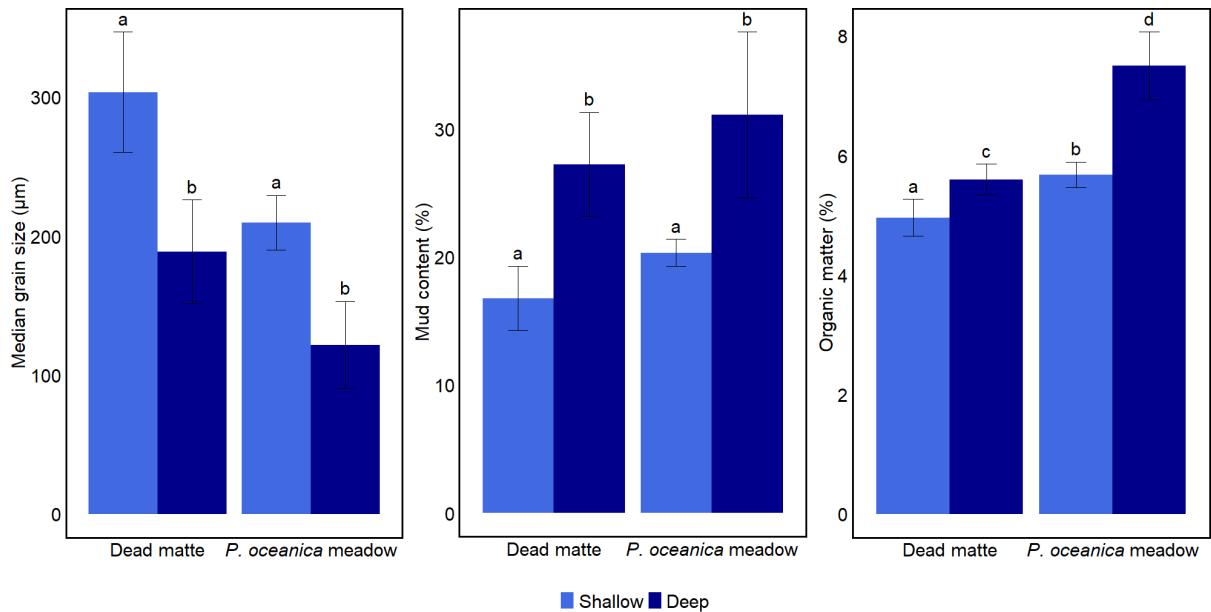 Median grain size (µm)
300
200
100
0
a
b
a
b
Dead matte
P. oceanica meadow
Mud content (%)
30
20
10
0
a
b
a
b
Dead matte
P. oceanica meadow
Organic matter (%)
8
6
4
2
0
a
c
b
d
Dead matte
P. oceanica meadow
Shallow
Deep